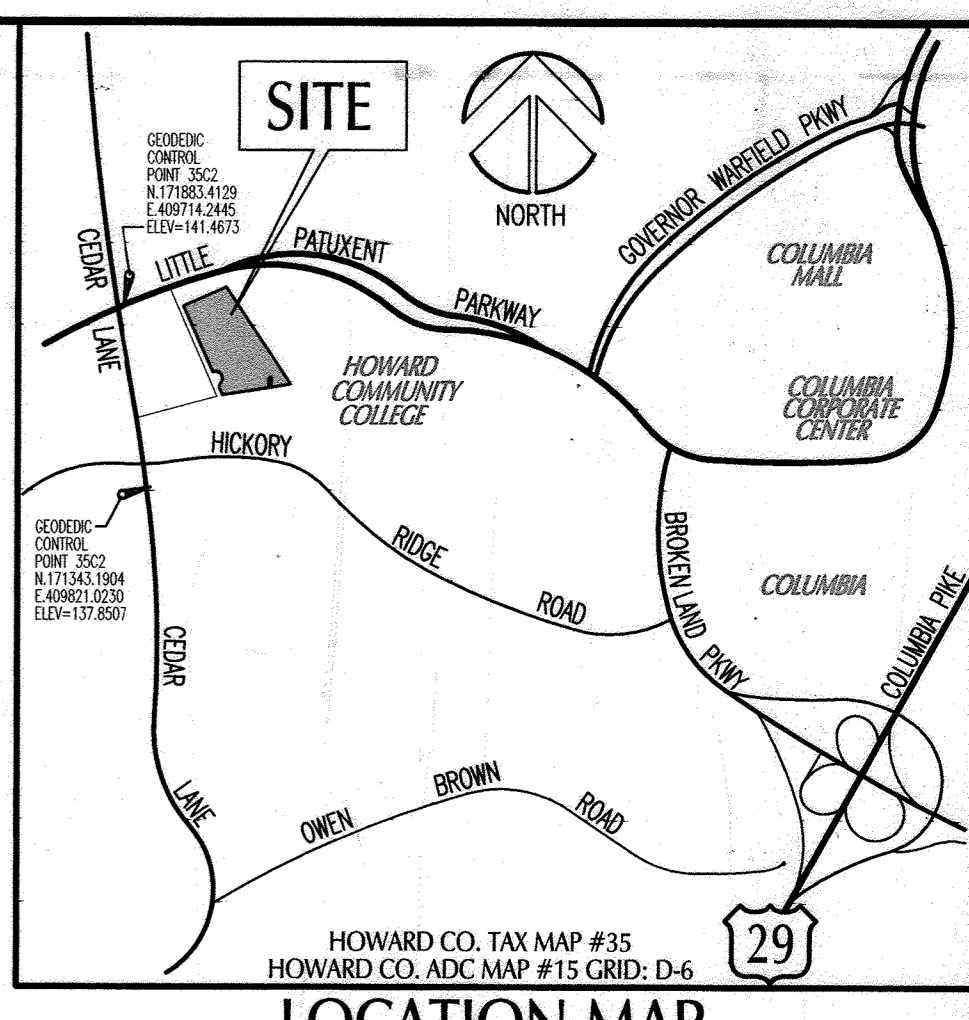 SITE
GEODEDIC
CONTROL
POINT 35C2
N.171883.4129
E.409714.2445
ELEV=141.4673
NORTH
GOVERNOR WARFIELD PKWY
COLUMBIA
MALL
CEDAR
LANE
LITTLE
PATUXENT
PARKWAY
HOWARD
COMMUNITY
COLLEGE
COLUMBIA
CORPORATE
CENTER
HICKORY
RIDGE
ROAD
GEODEDIC
CONTROL
POINT 35C2
N.171343.1904
E.409821.0230
ELEV=137.8507
BROKEN LAND PKWY
COLUMBIA
COLUMBIA PIKE
CEDAR
LANE
OWEN
BROWN
ROAD
29
HOWARD CO. TAX MAP #35
HOWARD CO. ADC MAP #15 GRID: D-6
LOCATION MAP